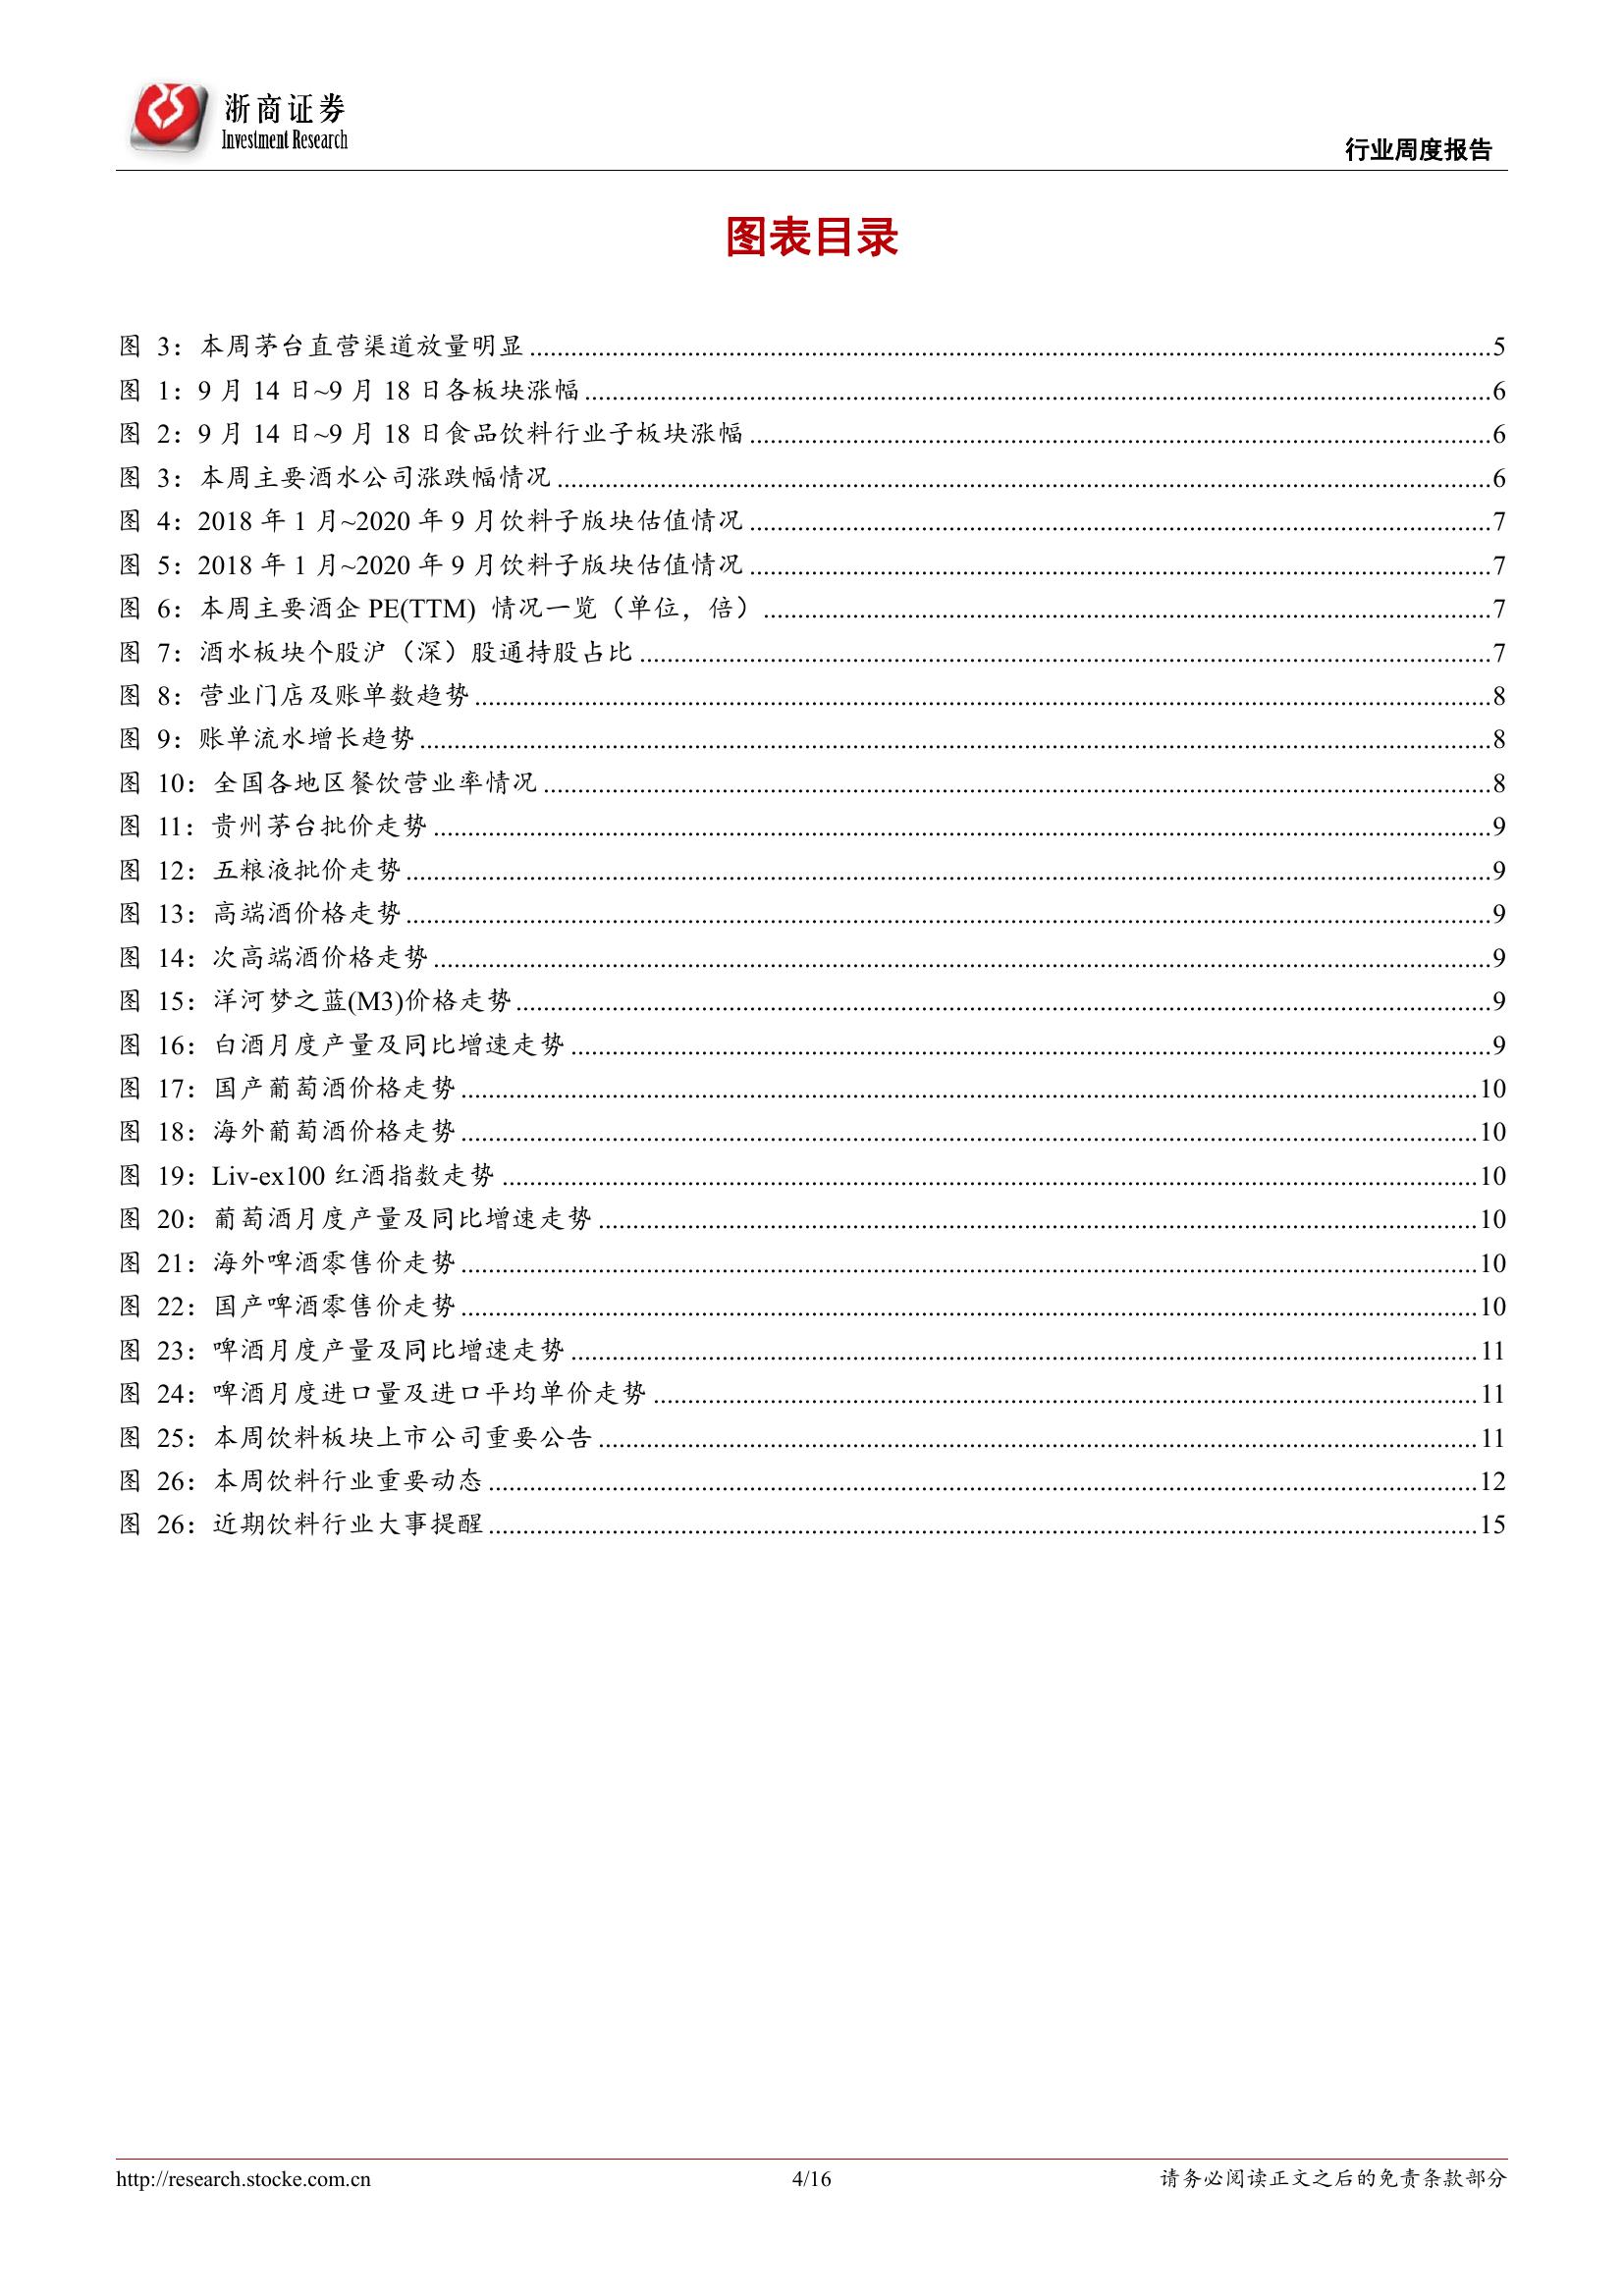 浙商证券
Investment Research
行业周度报告
图表目录
图 3：本周茅台直营渠道放量明显........................................5
图 1：9 月 14 日~9 月 18 日各板块涨幅........................................6
图 2：9 月 14 日~9 月 18 日食品饮料行业子板块涨幅........................................6
图 3：本周主要酒水公司涨跌幅情况........................................6
图 4：2018 年 1 月~2020 年 9 月饮料子版块估值情况........................................7
图 5：2018 年 1 月~2020 年 9 月饮料子版块估值情况........................................7
图 6：本周主要酒企 PE(TTM) 情况一览（单位，倍）........................................7
图 7：酒水板块个股沪（深）股通持股占比........................................7
图 8：营业门店及账单数趋势........................................8
图 9：账单流水增长趋势........................................8
图 10：全国各地区餐饮营业率情况........................................8
图 11：贵州茅台批价走势........................................9
图 12：五粮液批价走势........................................9
图 13：高端酒价格走势........................................9
图 14：次高端酒价格走势........................................9
图 15：洋河梦之蓝(M3)价格走势........................................9
图 16：白酒月度产量及同比增速走势........................................9
图 17：国产葡萄酒价格走势........................................10
图 18：海外葡萄酒价格走势........................................10
图 19：Liv-ex100 红酒指数走势........................................10
图 20：葡萄酒月度产量及同比增速走势........................................10
图 21：海外啤酒零售价走势........................................10
图 22：国产啤酒零售价走势........................................10
图 23：啤酒月度产量及同比增速走势........................................11
图 24：啤酒月度进口量及进口平均单价走势........................................11
图 25：本周饮料板块上市公司重要公告........................................11
图 26：本周饮料行业重要动态........................................12
图 26：近期饮料行业大事提醒........................................15
http://research.stocke.com.cn
4/16
请务必阅读正文之后的免责条款部分